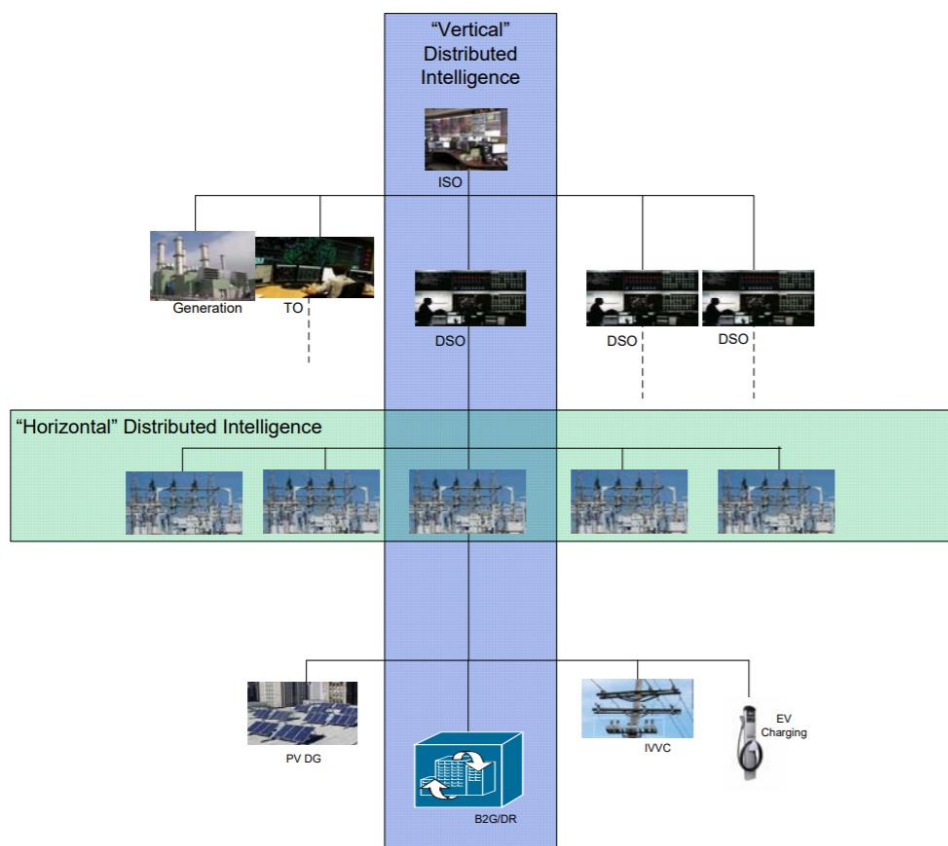 “Vertical”
Distributed
Intelligence
ISO
Generation
TO
DSO
DSO
DSO
“Horizontal” Distributed Intelligence
PV DG
B2G/DR
IVVC
EV
Charging